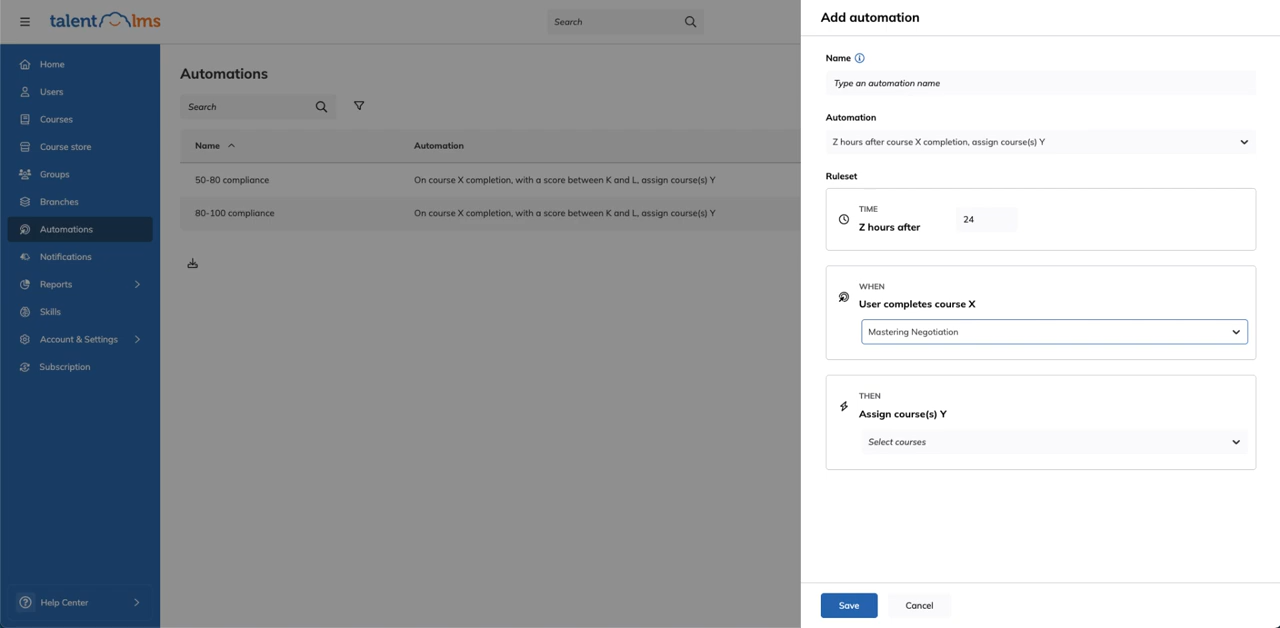 talentlms
Search
Home
Users
Courses
Course store
Groups
Branches
Automations
Notifications
Reports
Skills
Account & Settings
Subscription
Help Center
Automations
Search
Name Automation
50-80 compliance On course X completion, with a score between K and L, assign course(s) Y
80-100 compliance On course X completion, with a score between K and L, assign course(s) Y
Add automation
Name
Type an automation name
Automation
Z hours after course X completion, assign course(s) Y
Ruleset
TIME
Z hours after 24
WHEN
User completes course X
Mastering Negotiation
THEN
Assign course(s) Y
Select courses
Save Cancel